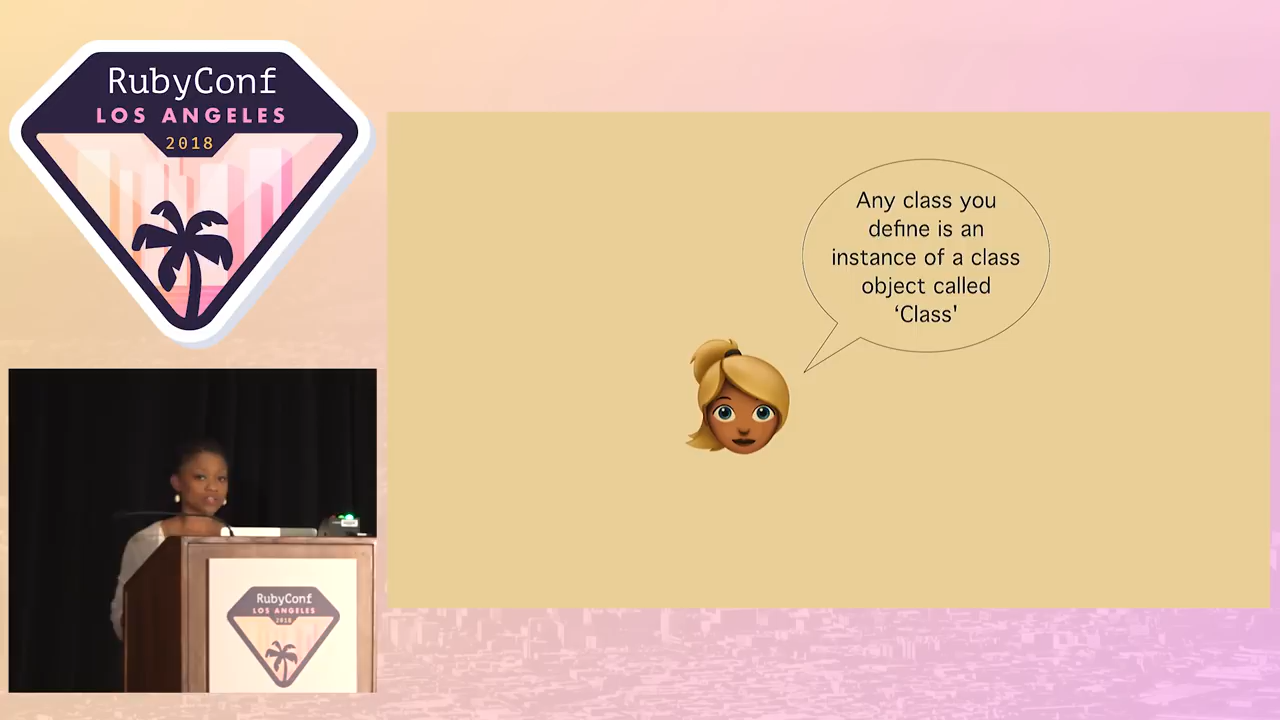 RubyConf
LOS ANGELES
2018
Any class you
define is an
instance of a class
object called
‘Class'
RubyConf
LOS ANGELES
2018